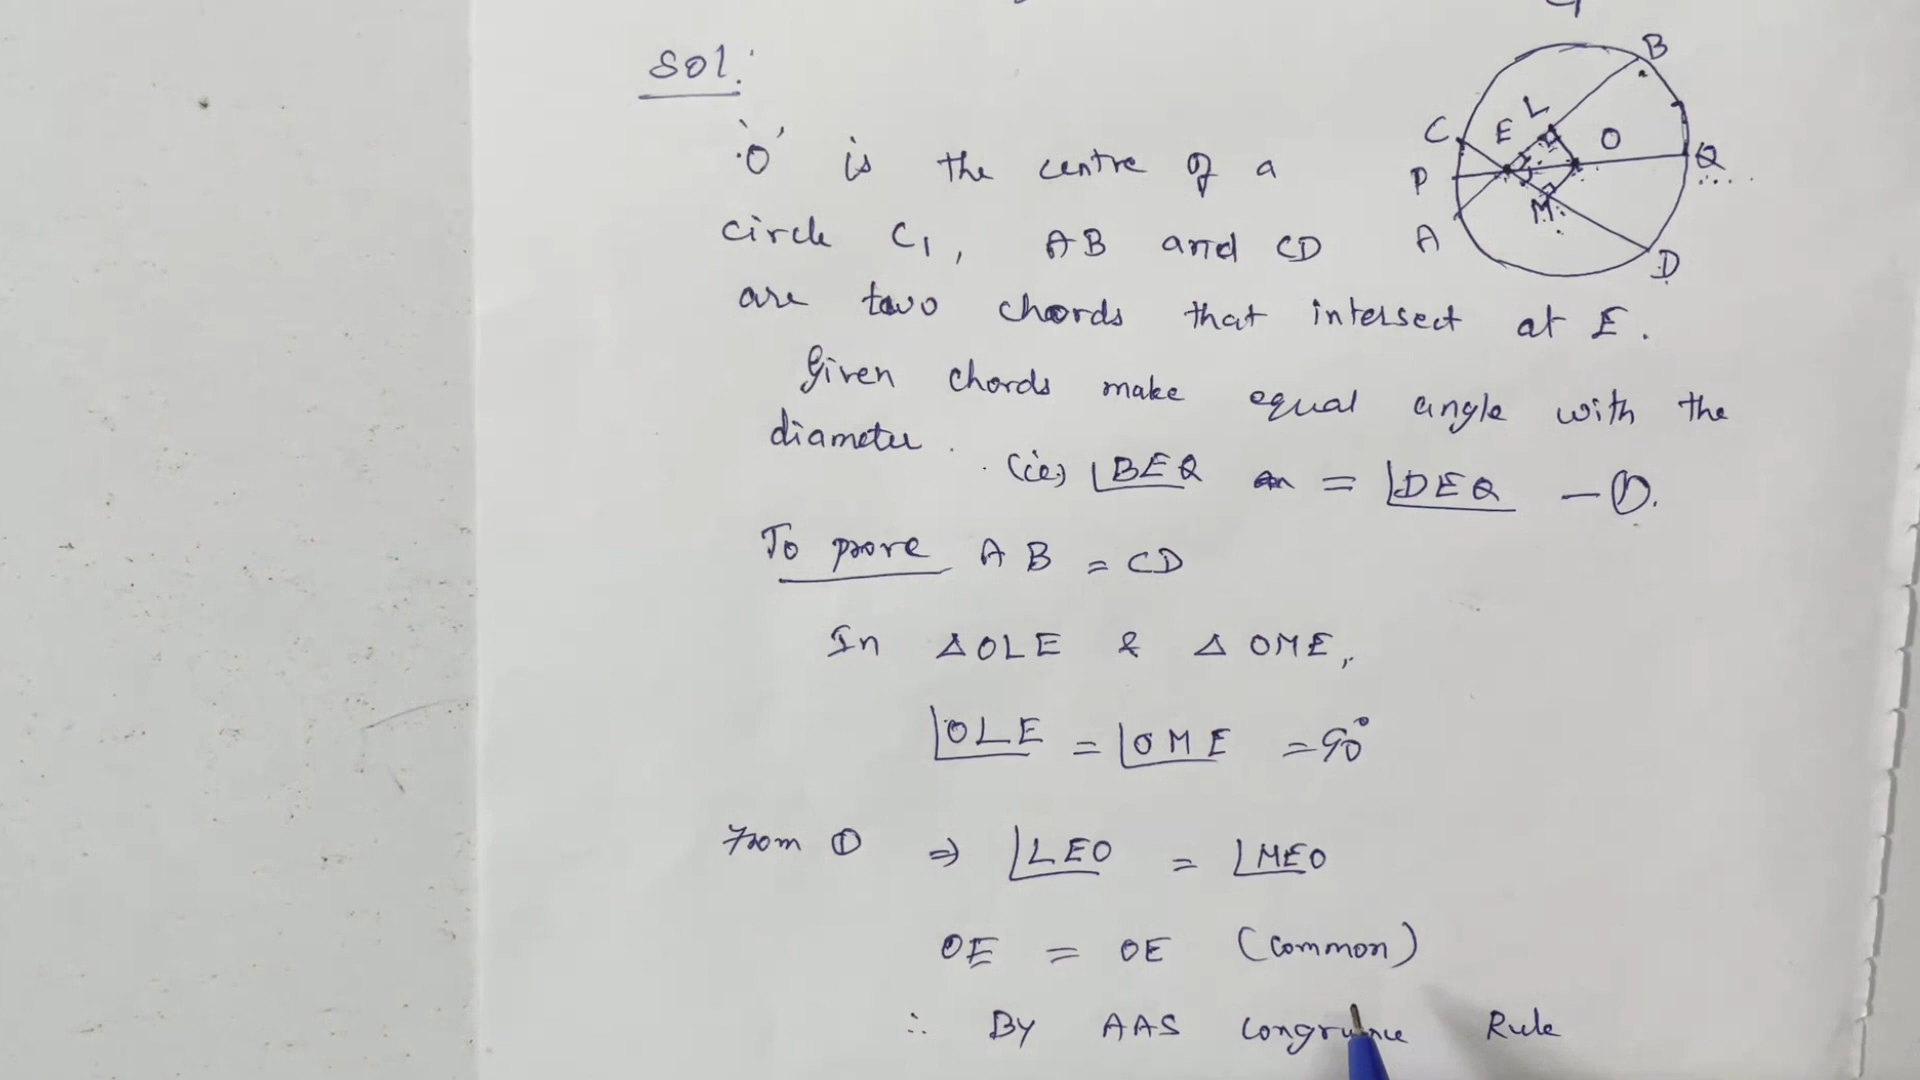 Sol:
'O' is the centre of a
circle C1, AB and CD
are two chords that intersect at E.
Given chords make equal angle with the
diameter.
(ie) ∠BEQ = ∠DEQ — ①.
To prove AB = CD
In △OLE & △OME,
∠OLE = ∠OME = 90°
From ① ⇒ ∠LEO = ∠MEO
OE = OE (common)
∴ By AAS congruence Rule
B
L
C E O
P Q
M
A
D